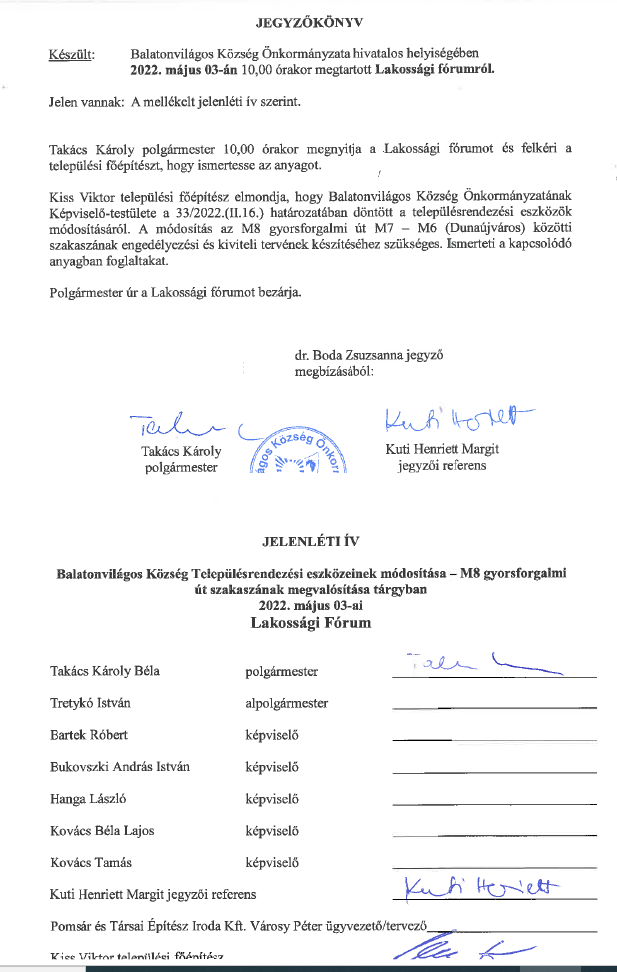 JEGYZŐKÖNYV
Készült: Balatonvilágos Község Önkormányzata hivatalos helyiségében
2022. május 03-án 10,00 órakor megtartott Lakossági fórumról.
Jelen vannak: A mellékelt jelenléti ív szerint.
Takács Károly polgármester 10,00 órakor megnyitja a Lakossági fórumot és felkéri a
települési főépítészt, hogy ismertesse az anyagot.
Kiss Viktor települési főépítész elmondja, hogy Balatonvilágos Község Önkormányzatának
Képviselő-testülete a 33/2022.(II.16.) határozatában döntött a településrendezési eszközök
módosításáról. A módosítás az M8 gyorsforgalmi út M7 – M6 (Dunaújváros) közötti
szakaszának engedélyezési és kiviteli tervének készítéséhez szükséges. Ismerteti a kapcsolódó
anyagban foglaltakat.
Polgármester úr a Lakossági fórumot bezárja.
dr. Boda Zsuzsanna jegyző
megbízásából:
Kuti Henriett
Takács Károly
polgármester
ágos Község Önkorm
Kuti Henriett Margit
jegyzői referens
JELENLÉTI ÍV
Balatonvilágos Község Településrendezési eszközeinek módosítása – M8 gyorsforgalmi
út szakaszának megvalósítása tárgyban
2022. május 03-ai
Lakossági Fórum
Takács Károly Béla polgármester
Tretykó István alpolgármester
Bartek Róbert képviselő
Bukovszki András István képviselő
Hanga László képviselő
Kovács Béla Lajos képviselő
Kovács Tamás képviselő
Kuti Henriett Margit jegyzői referens Kuti Henriett
Pomsár és Társai Építész Iroda Kft. Városy Péter ügyvezető/tervező
Kiss Viktor települési főépítész